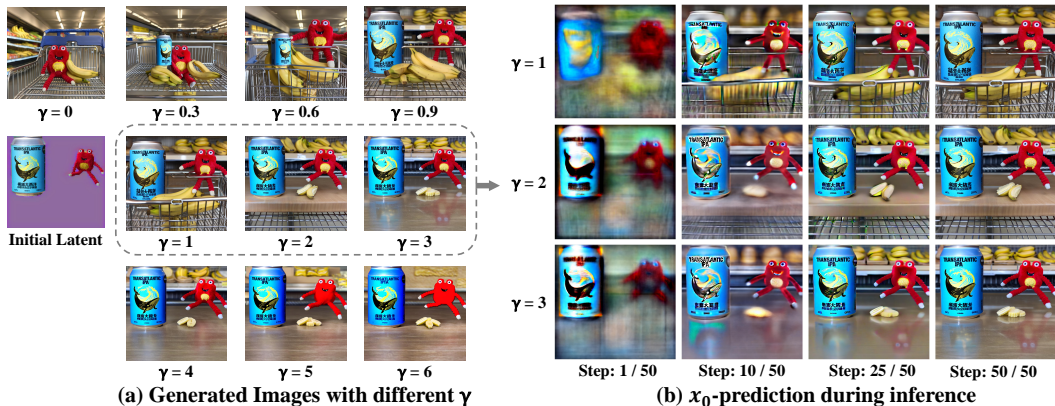 γ = 0
γ = 0.3
γ = 0.6
γ = 0.9
Initial Latent
TRANSATLANTIC
IPA
γ = 1
γ = 2
γ = 3
γ = 4
γ = 5
γ = 6
(a) Generated Images with different γ
γ = 1
γ = 2
γ = 3
Step: 1 / 50
Step: 10 / 50
Step: 25 / 50
Step: 50 / 50
(b) x₀-prediction during inference